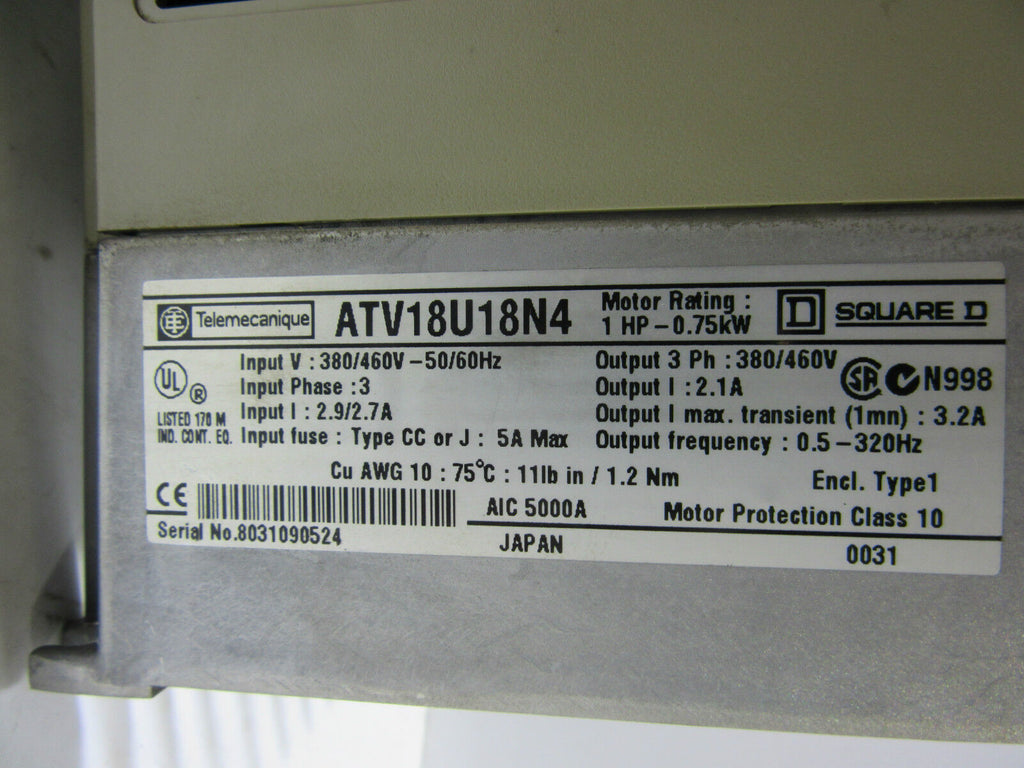 Telemecanique ATV18U18N4 Motor Rating : SQUARE D
1 HP – 0.75kW
Input V : 380/460V – 50/60Hz Output 3 Ph : 380/460V
UL ® Input Phase : 3 Output I : 2.1A N998
LISTED 170 M Input I : 2.9/2.7A Output I max. transient (1mn) : 3.2A
IND. CONT. EQ. Input fuse : Type CC or J : 5A Max Output frequency : 0.5 – 320Hz
Cu AWG 10 : 75°C : 11lb in / 1.2 Nm Encl. Type1
CE AIC 5000A Motor Protection Class 10
Serial No.8031090524 JAPAN 0031